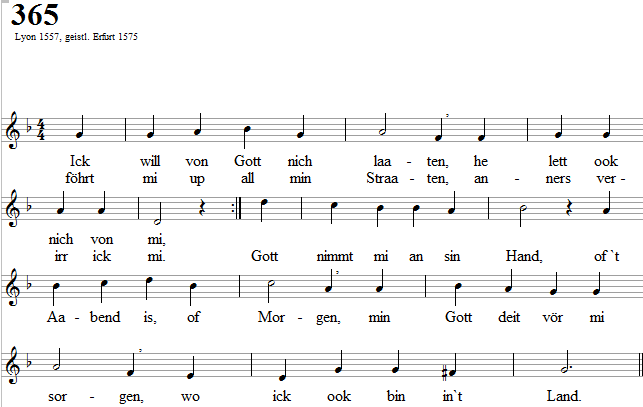 365
Lyon 1557, geistl. Erfurt 1575
Ick will von Gott nich laa - ten, he lett ook
föhrt mi up all min Straa - ten, an - ners ver -
nich von mi,
irr ick mi. Gott nimmt mi an sin Hand, of `t
Aa - bend is, of Mor - gen, min Gott deit vör mi
sor - gen, wo ick ook bin in`t Land.